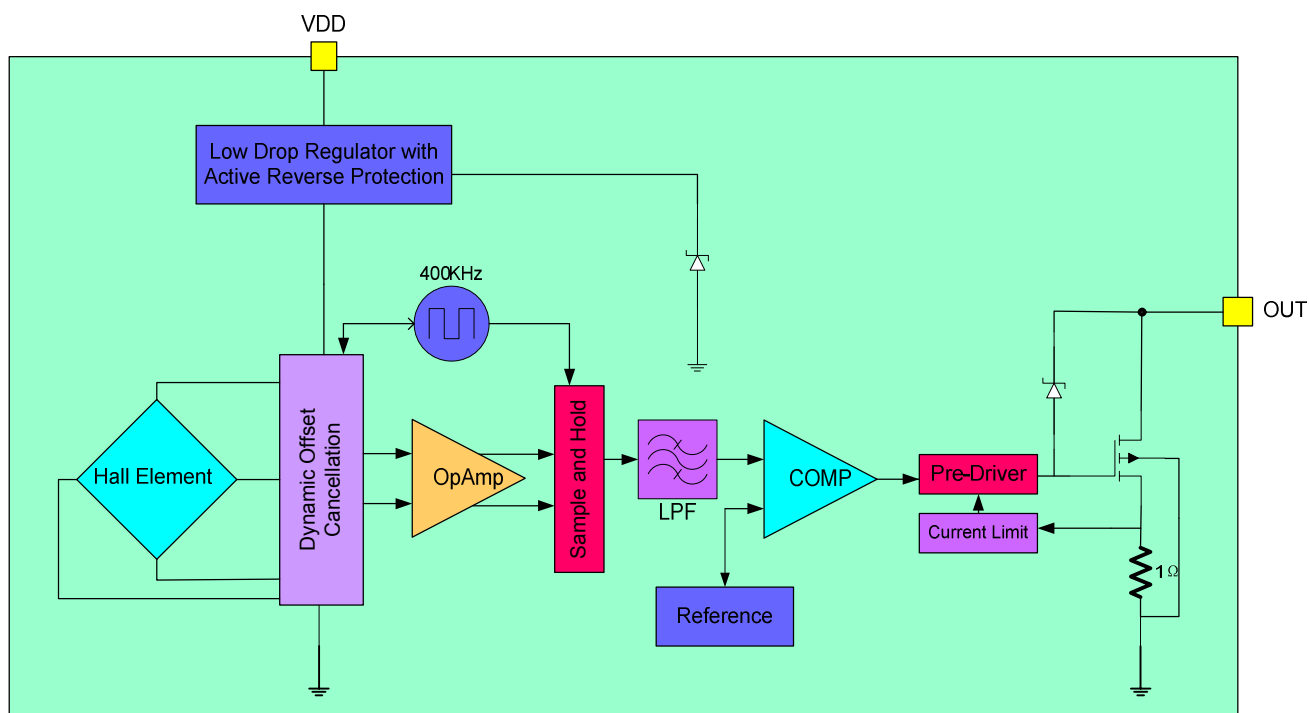 VDD
Low Drop Regulator with
Active Reverse Protection
400KHz
OUT
Hall Element
Dynamic Offset
Cancellation
OpAmp
Sample and Hold
LPF
COMP
Pre-Driver
Current Limit
1Ω
Reference